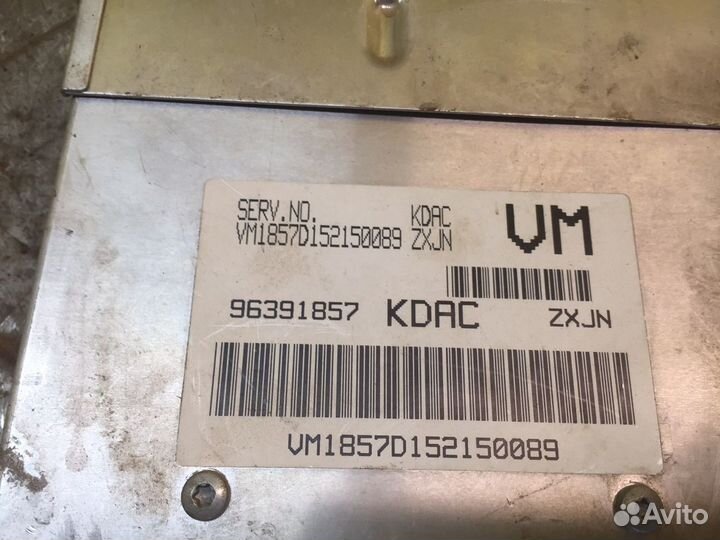 SERV.NO. KDAC VM
VM1857D152150089 ZXJN
96391857 KDAC ZXJN
VM1857D152150089
Avito